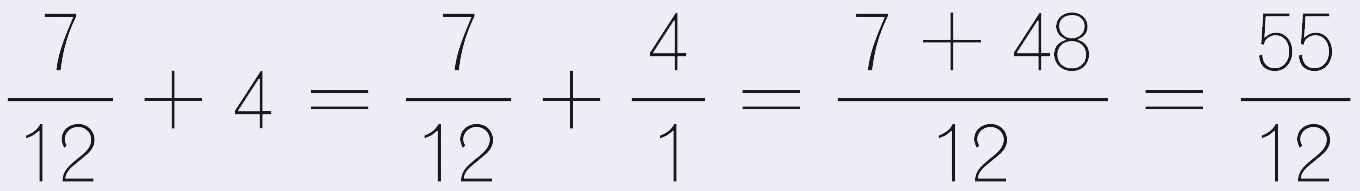 7/12 + 4 = 7/12 + 4/1 = (7 + 48)/12 = 55/12